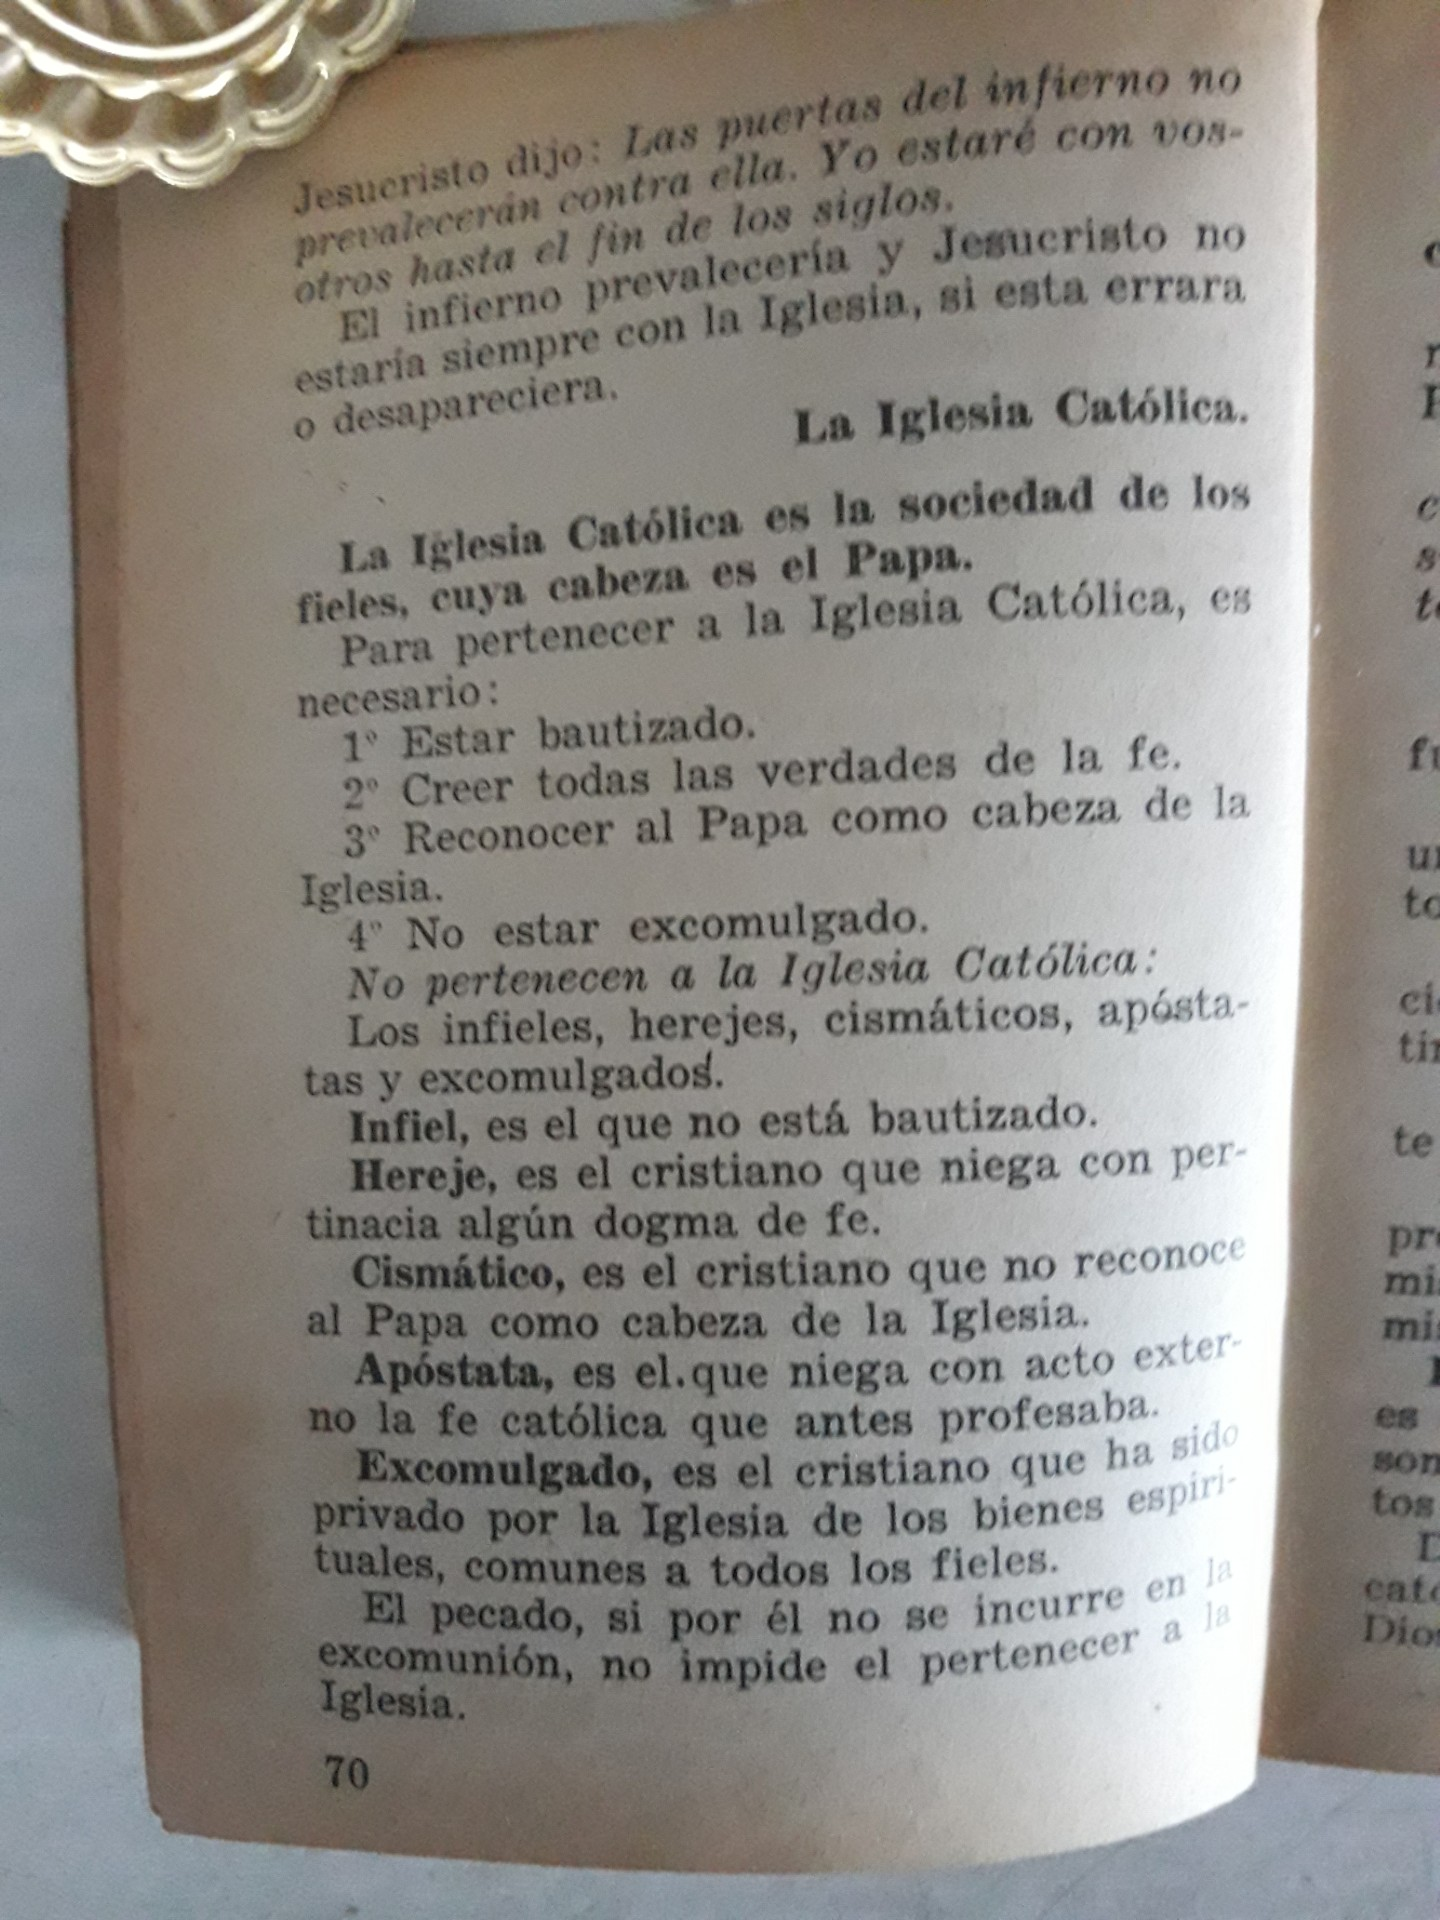 Jesucristo dijo: Las puertas del infierno no
prevalecerán contra ella. Yo estaré con vos-
otros hasta el fin de los siglos.
El infierno prevalecería y Jesucristo no
estaría siempre con la Iglesia, si esta errara
o desapareciera.
La Iglesia Católica.
La Iglesia Católica es la sociedad de los
fieles, cuya cabeza es el Papa.
Para pertenecer a la Iglesia Católica, es
necesario:
1º Estar bautizado.
2º Creer todas las verdades de la fe.
3º Reconocer al Papa como cabeza de la
Iglesia.
4º No estar excomulgado.
No pertenecen a la Iglesia Católica:
Los infieles, herejes, cismáticos, apósta-
tas y excomulgados.
Infiel, es el que no está bautizado.
Hereje, es el cristiano que niega con per-
tinacia algún dogma de fe.
Cismático, es el cristiano que no reconoce
al Papa como cabeza de la Iglesia.
Apóstata, es el.que niega con acto exter-
no la fe católica que antes profesaba.
Excomulgado, es el cristiano que ha sido
privado por la Iglesia de los bienes espiri-
tuales, comunes a todos los fieles.
El pecado, si por él no se incurre en la
excomunión, no impide el pertenecer a la
Iglesia.
70